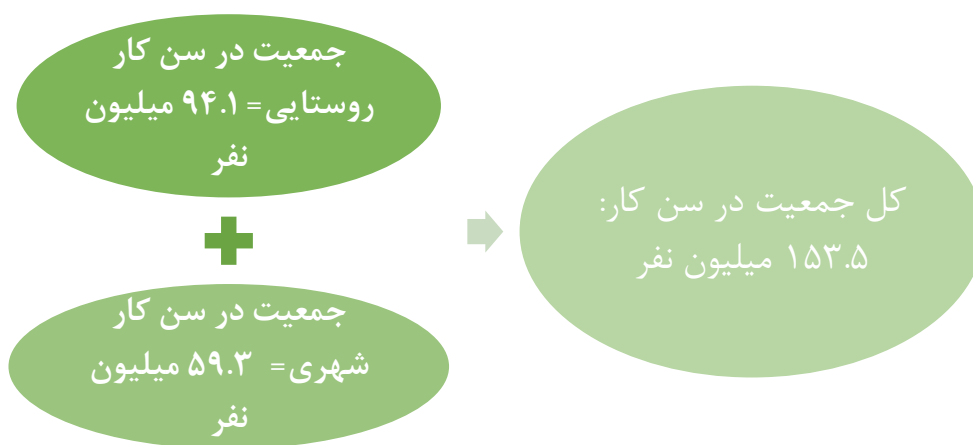 جمعیت در سن کار
روستایی= ۹۴.۱ میلیون
نفر
جمعیت در سن کار
شهری= ۵۹.۳ میلیون
نفر
کل جمعیت در سن کار:
۱۵۳.۵ میلیون نفر